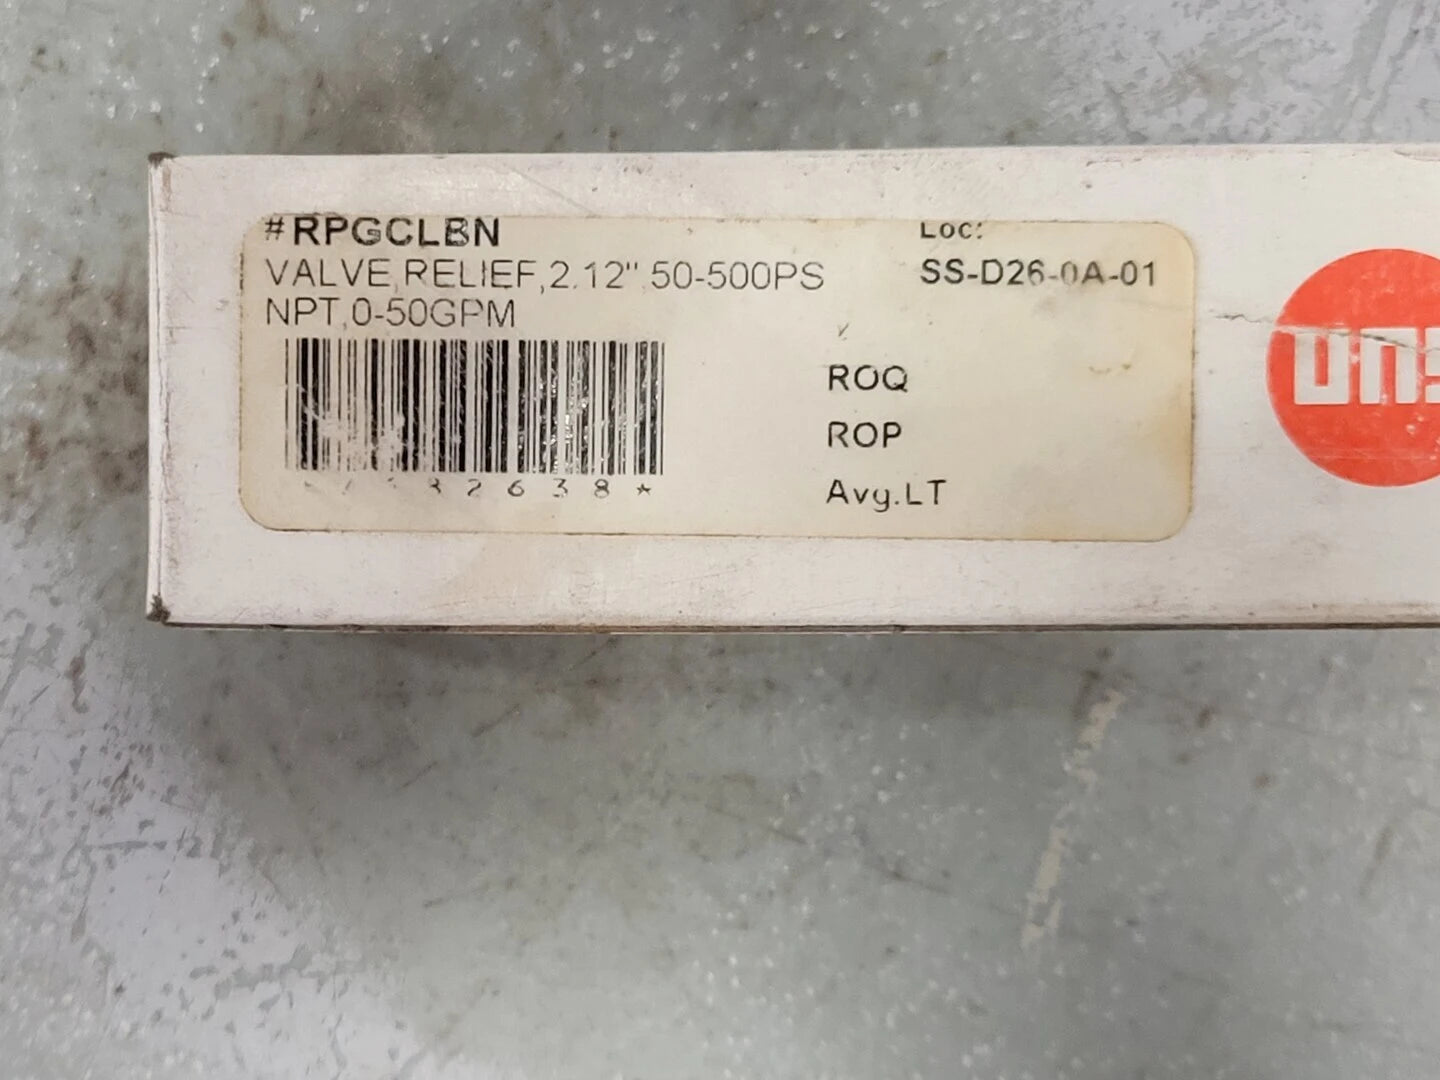 #RPGCLBN
VALVE,RELIEF,2.12",50-500PS
NPT,0-50GPM
Loc:
SS-D26-0A-01
2638*
ROQ
ROP
Avg.LT